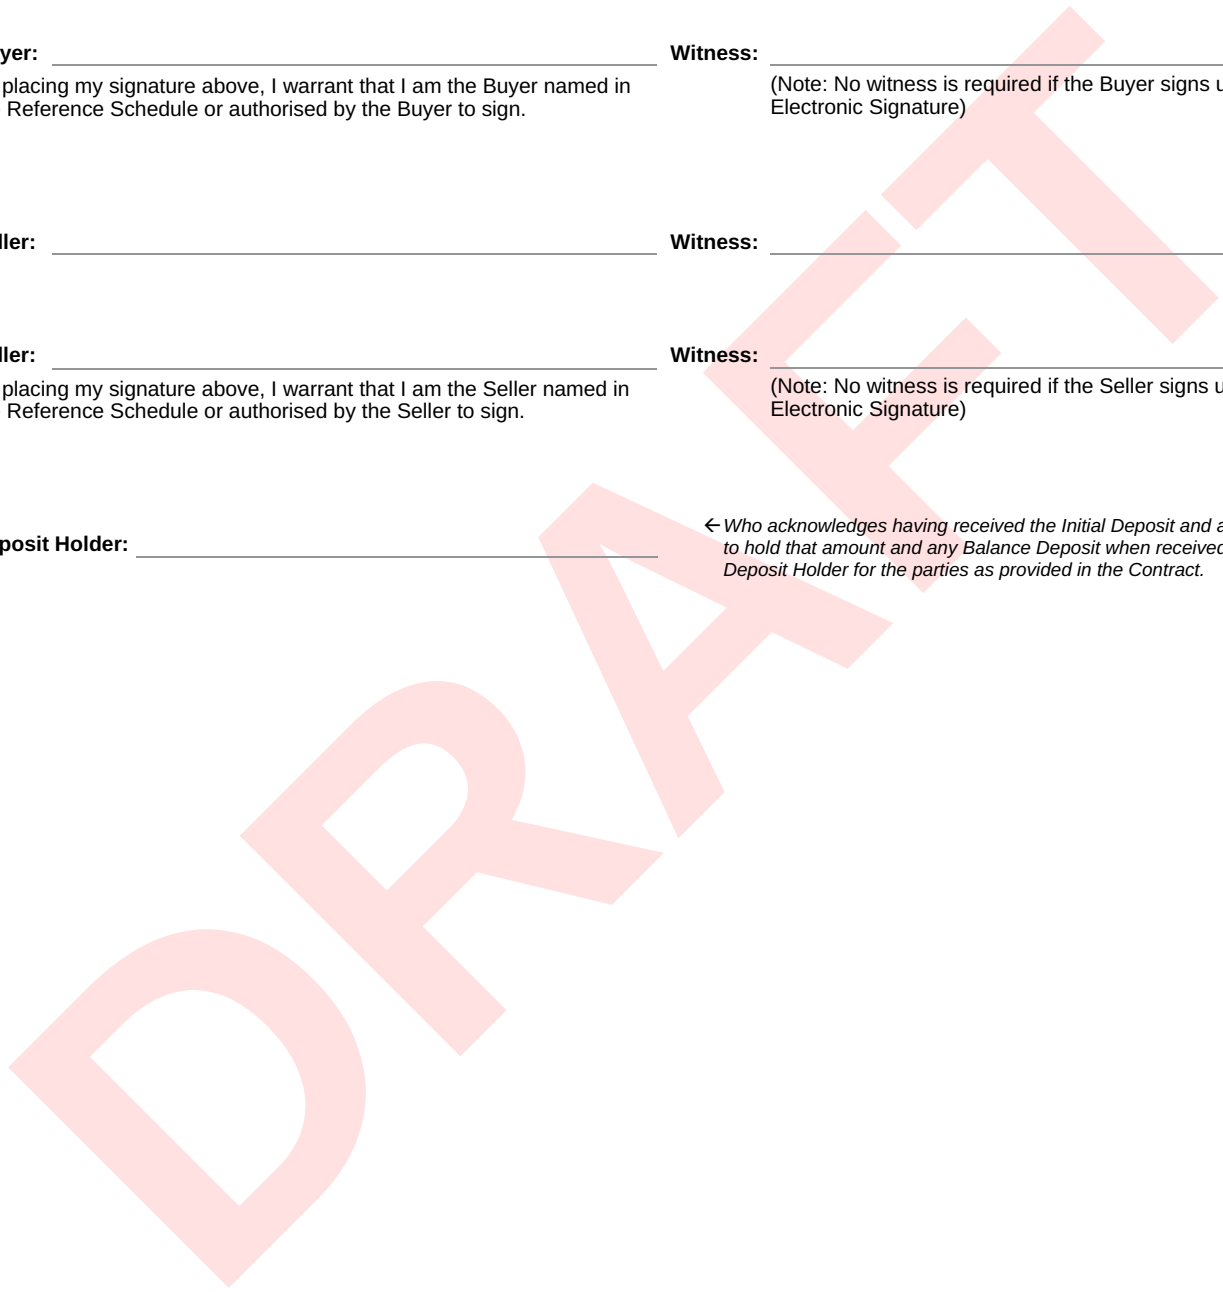 yer: Witness:
placing my signature above, I warrant that I am the Buyer named in
Reference Schedule or authorised by the Buyer to sign.
(Note: No witness is required if the Buyer signs u
Electronic Signature)
ller: Witness:
ller: Witness:
placing my signature above, I warrant that I am the Seller named in
Reference Schedule or authorised by the Seller to sign.
(Note: No witness is required if the Seller signs u
Electronic Signature)
posit Holder:
←Who acknowledges having received the Initial Deposit and a
to hold that amount and any Balance Deposit when received
Deposit Holder for the parties as provided in the Contract.
DRAFT